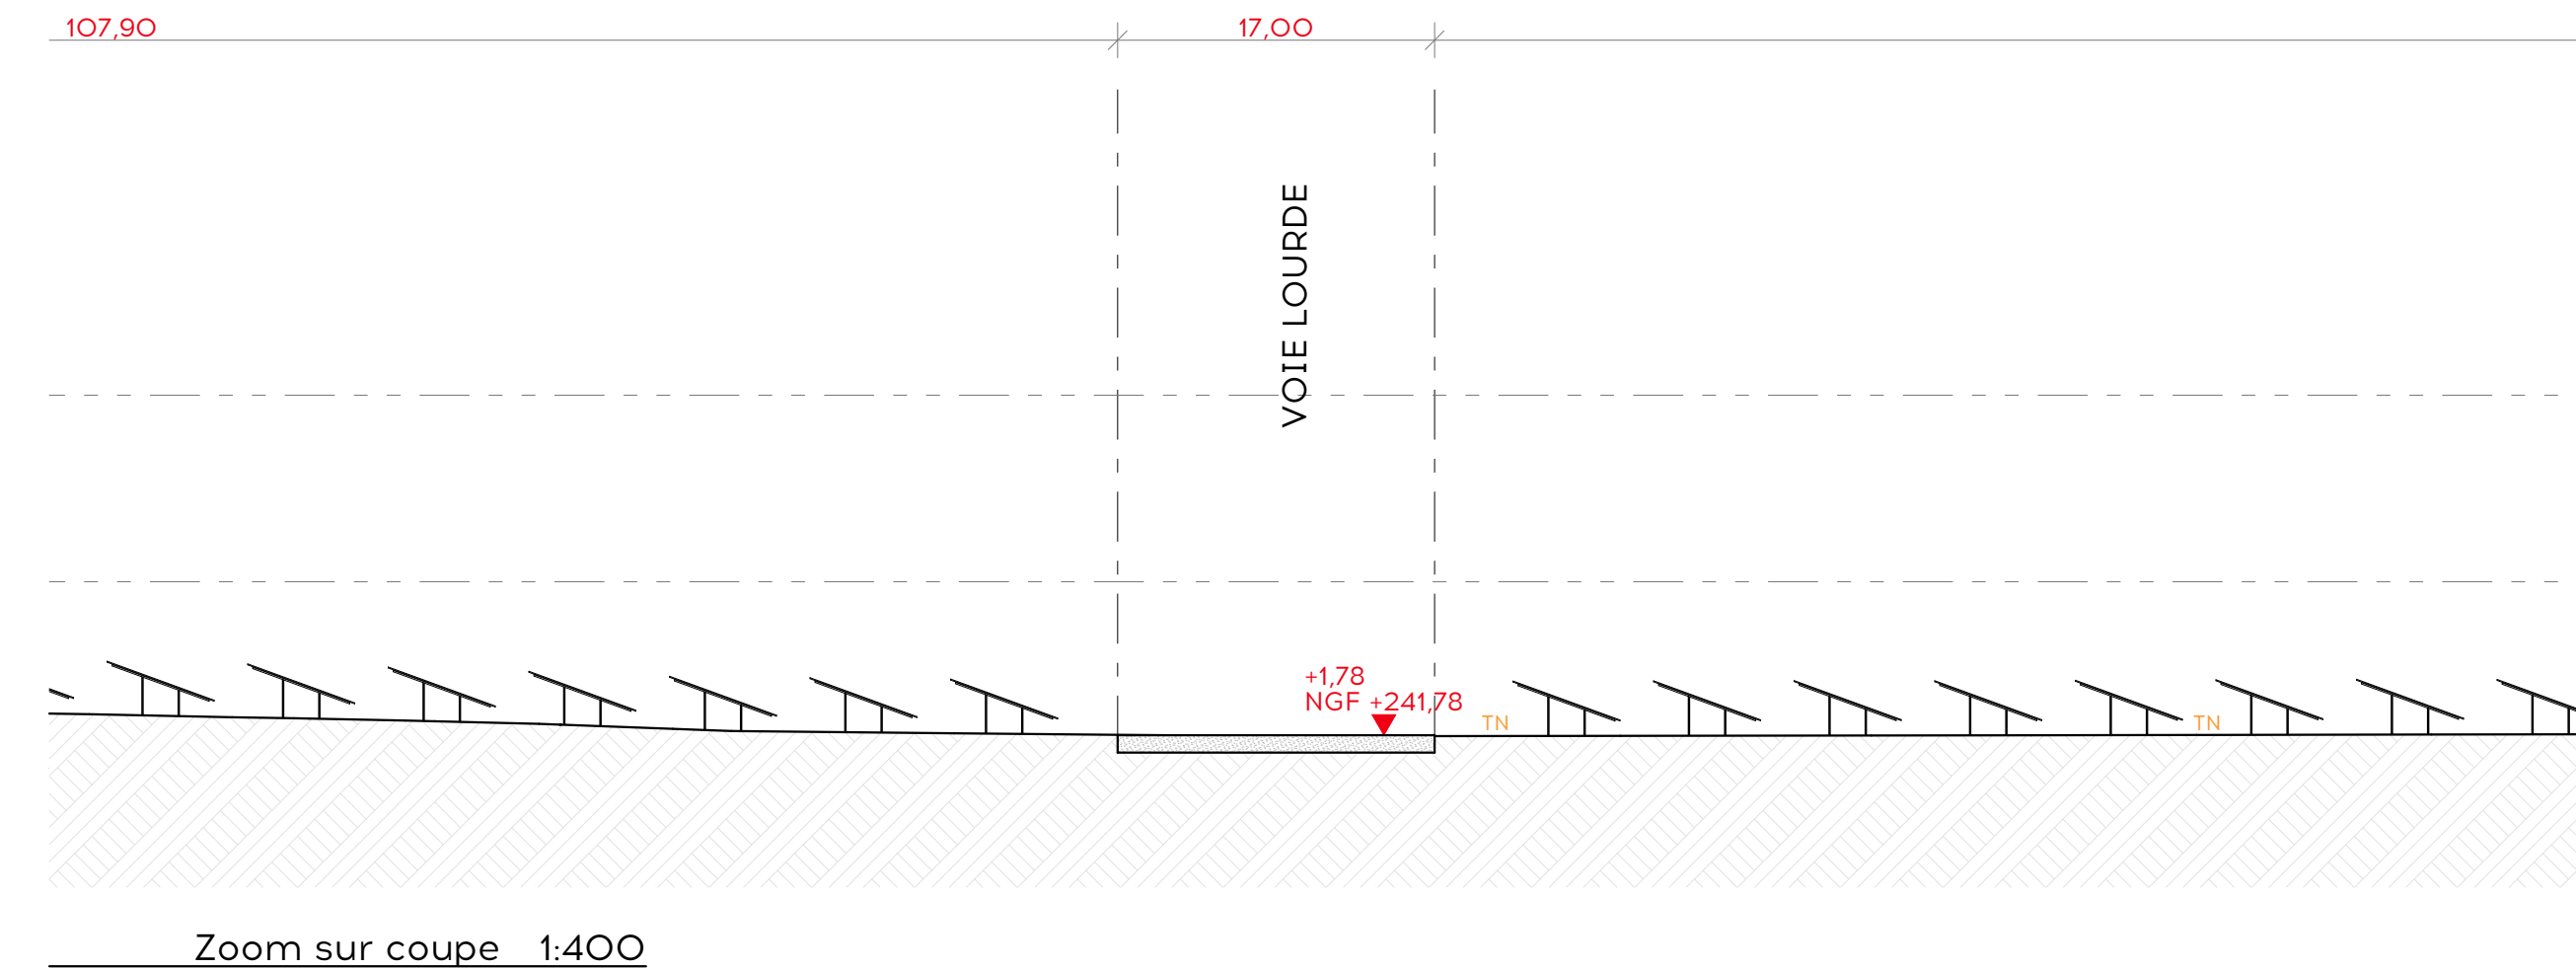 107,90
17,00
VOIE LOURDE
+1,78
NGF +241,78
TN
TN
Zoom sur coupe 1:400